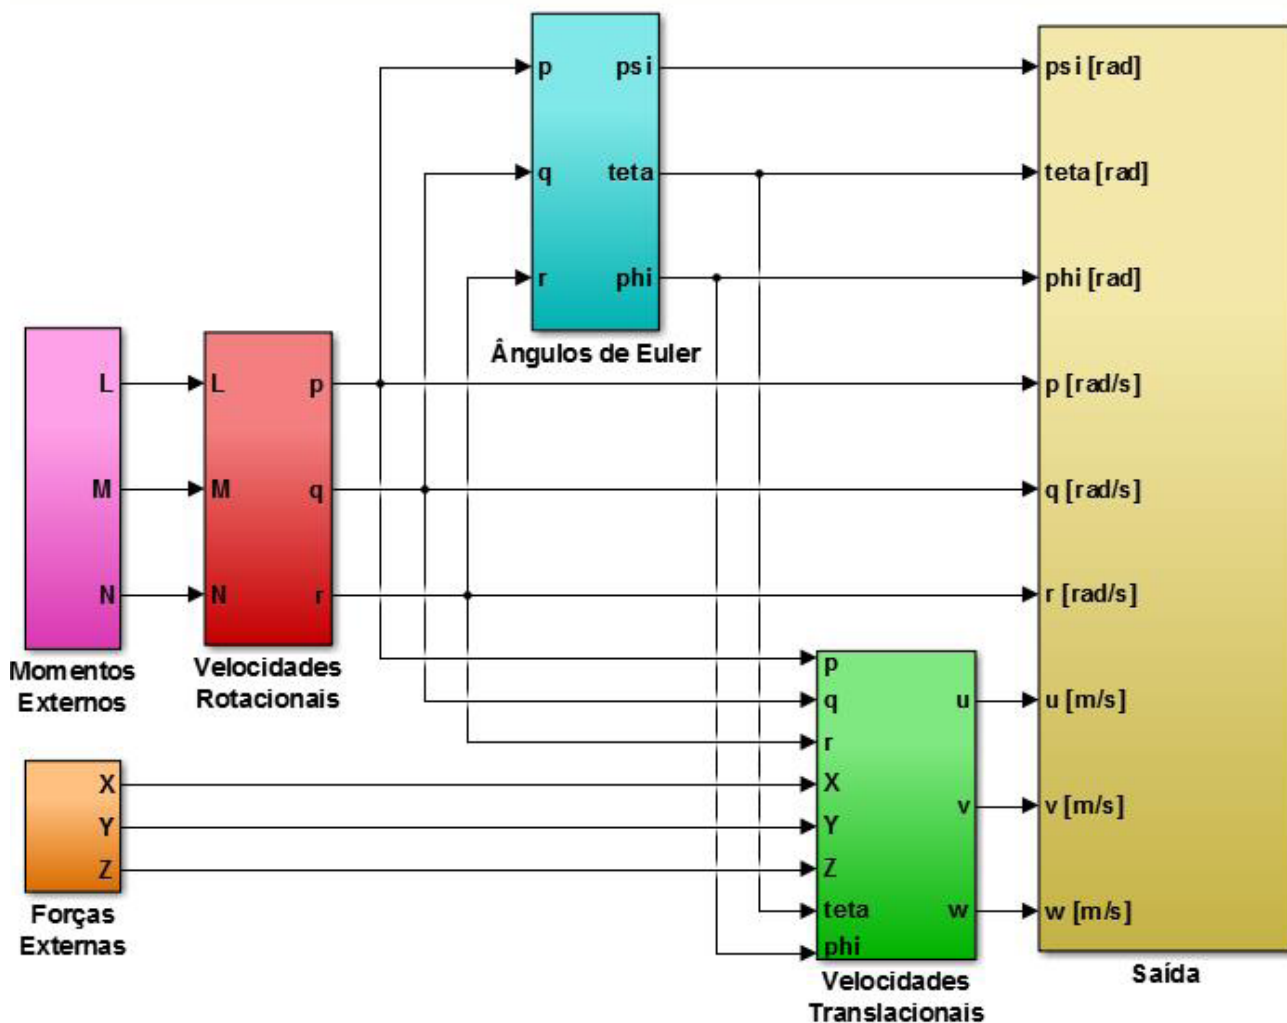 p psi psi [rad]
q teta teta [rad]
r phi phi [rad]
Ângulos de Euler
L L p p [rad/s]
M M q q [rad/s]
N N r r [rad/s]
Momentos
Externos
Velocidades
Rotacionais
p
q u u [m/s]
r
X
Y v v [m/s]
Z
teta w w [m/s]
phi
X
Y
Z
Forças
Externas
Velocidades
Translacionais
Saída